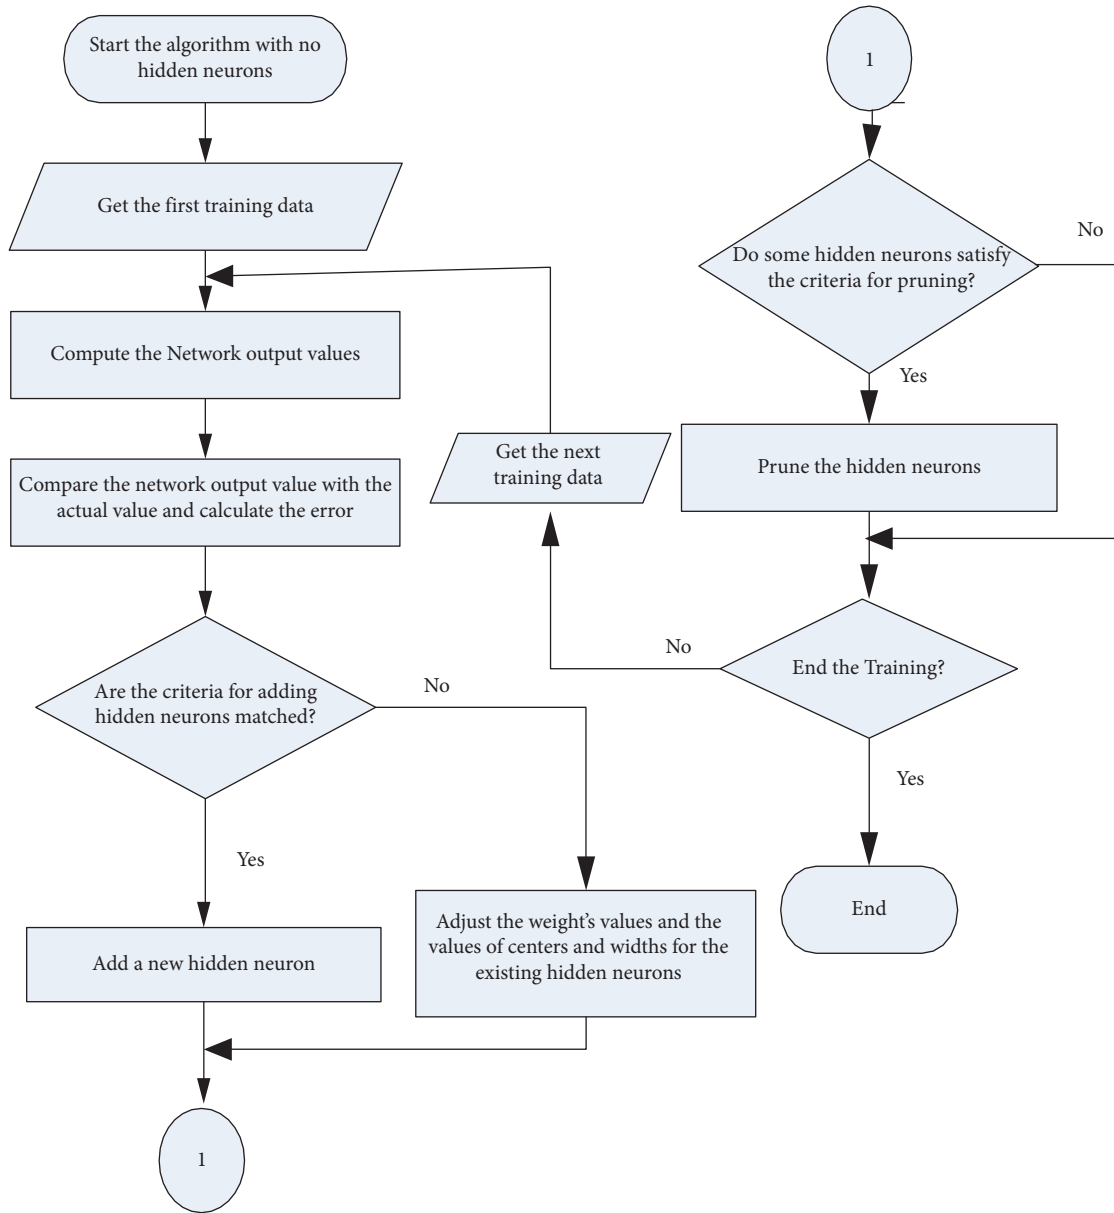 Start the algorithm with no
hidden neurons
Get the first training data
Compute the Network output values
Compare the network output value with the
actual value and calculate the error
Are the criteria for adding
hidden neurons matched?
No
Yes
Add a new hidden neuron
Adjust the weight's values and the
values of centers and widths for the
existing hidden neurons
1
1
Do some hidden neurons satisfy
the criteria for pruning?
No
Yes
Prune the hidden neurons
End the Training?
No
Get the next
training data
Yes
End